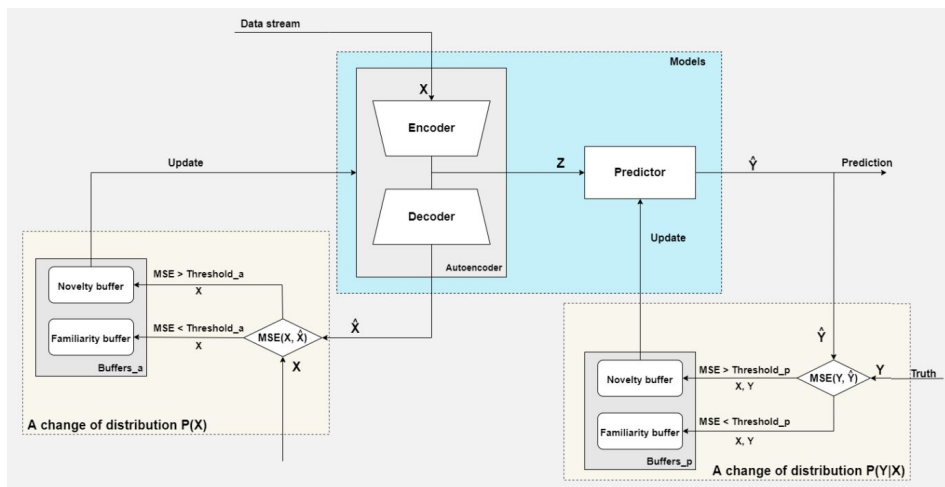 Data stream
Models
X
Encoder
Update
Z
Predictor
Ŷ
Prediction
Decoder
Update
Autoencoder
Novelty buffer
MSE > Threshold_a
X
X̂
Familiarity buffer
MSE < Threshold_a
X
MSE(X, X̂)
Buffers_a
X
A change of distribution P(X)
Ŷ
Novelty buffer
MSE > Threshold_p
X, Y
MSE(Y, Ŷ)
Y
Truth
Familiarity buffer
MSE < Threshold_p
X, Y
Buffers_p
A change of distribution P(Y|X)